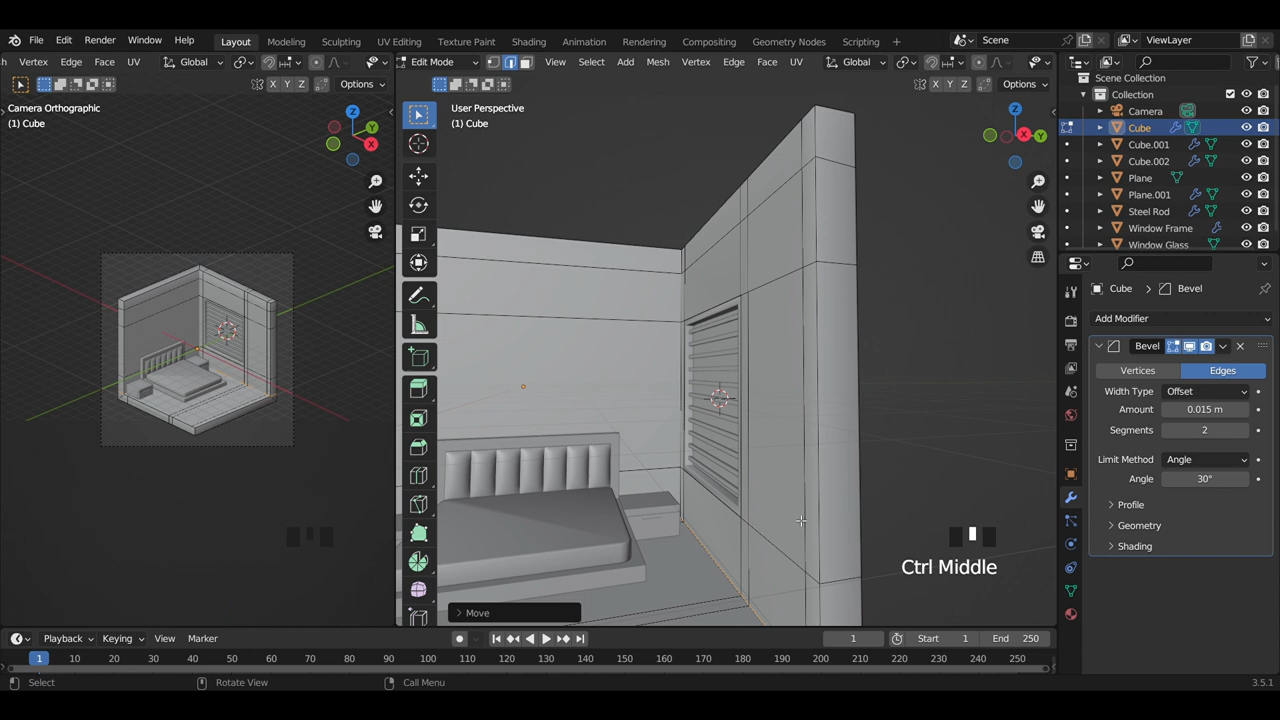 File Edit Render Window Help Layout Modeling Sculpting UV Editing Texture Paint Shading Animation Rendering Compositing Geometry Nodes Scripting + Scene ViewLayer
h Vertex Edge Face UV Global Edit Mode View Select Add Mesh Vertex Edge Face UV Global
X Y Z Options X Y Z Options
Camera Orthographic
(1) Cube
User Perspective
(1) Cube
Z Y X
Z X Y
Scene Collection
Collection
Camera
Cube
Cube.001
Cube.002
Plane
Plane.001
Steel Rod
Window Frame
Window Glass
Cube > Bevel
Add Modifier
Bevel
Vertices Edges
Width Type Offset
Amount 0.015 m
Segments 2
Limit Method Angle
Angle 30°
> Profile
> Geometry
> Shading
Ctrl Middle
> Move
Playback Keying View Marker 1 Start 1 End 250
1 10 20 30 40 50 60 70 80 90 100 110 120 130 140 150 160 170 180 190 200 210 220 230 240 250
Select Rotate View Call Menu 3.5.1